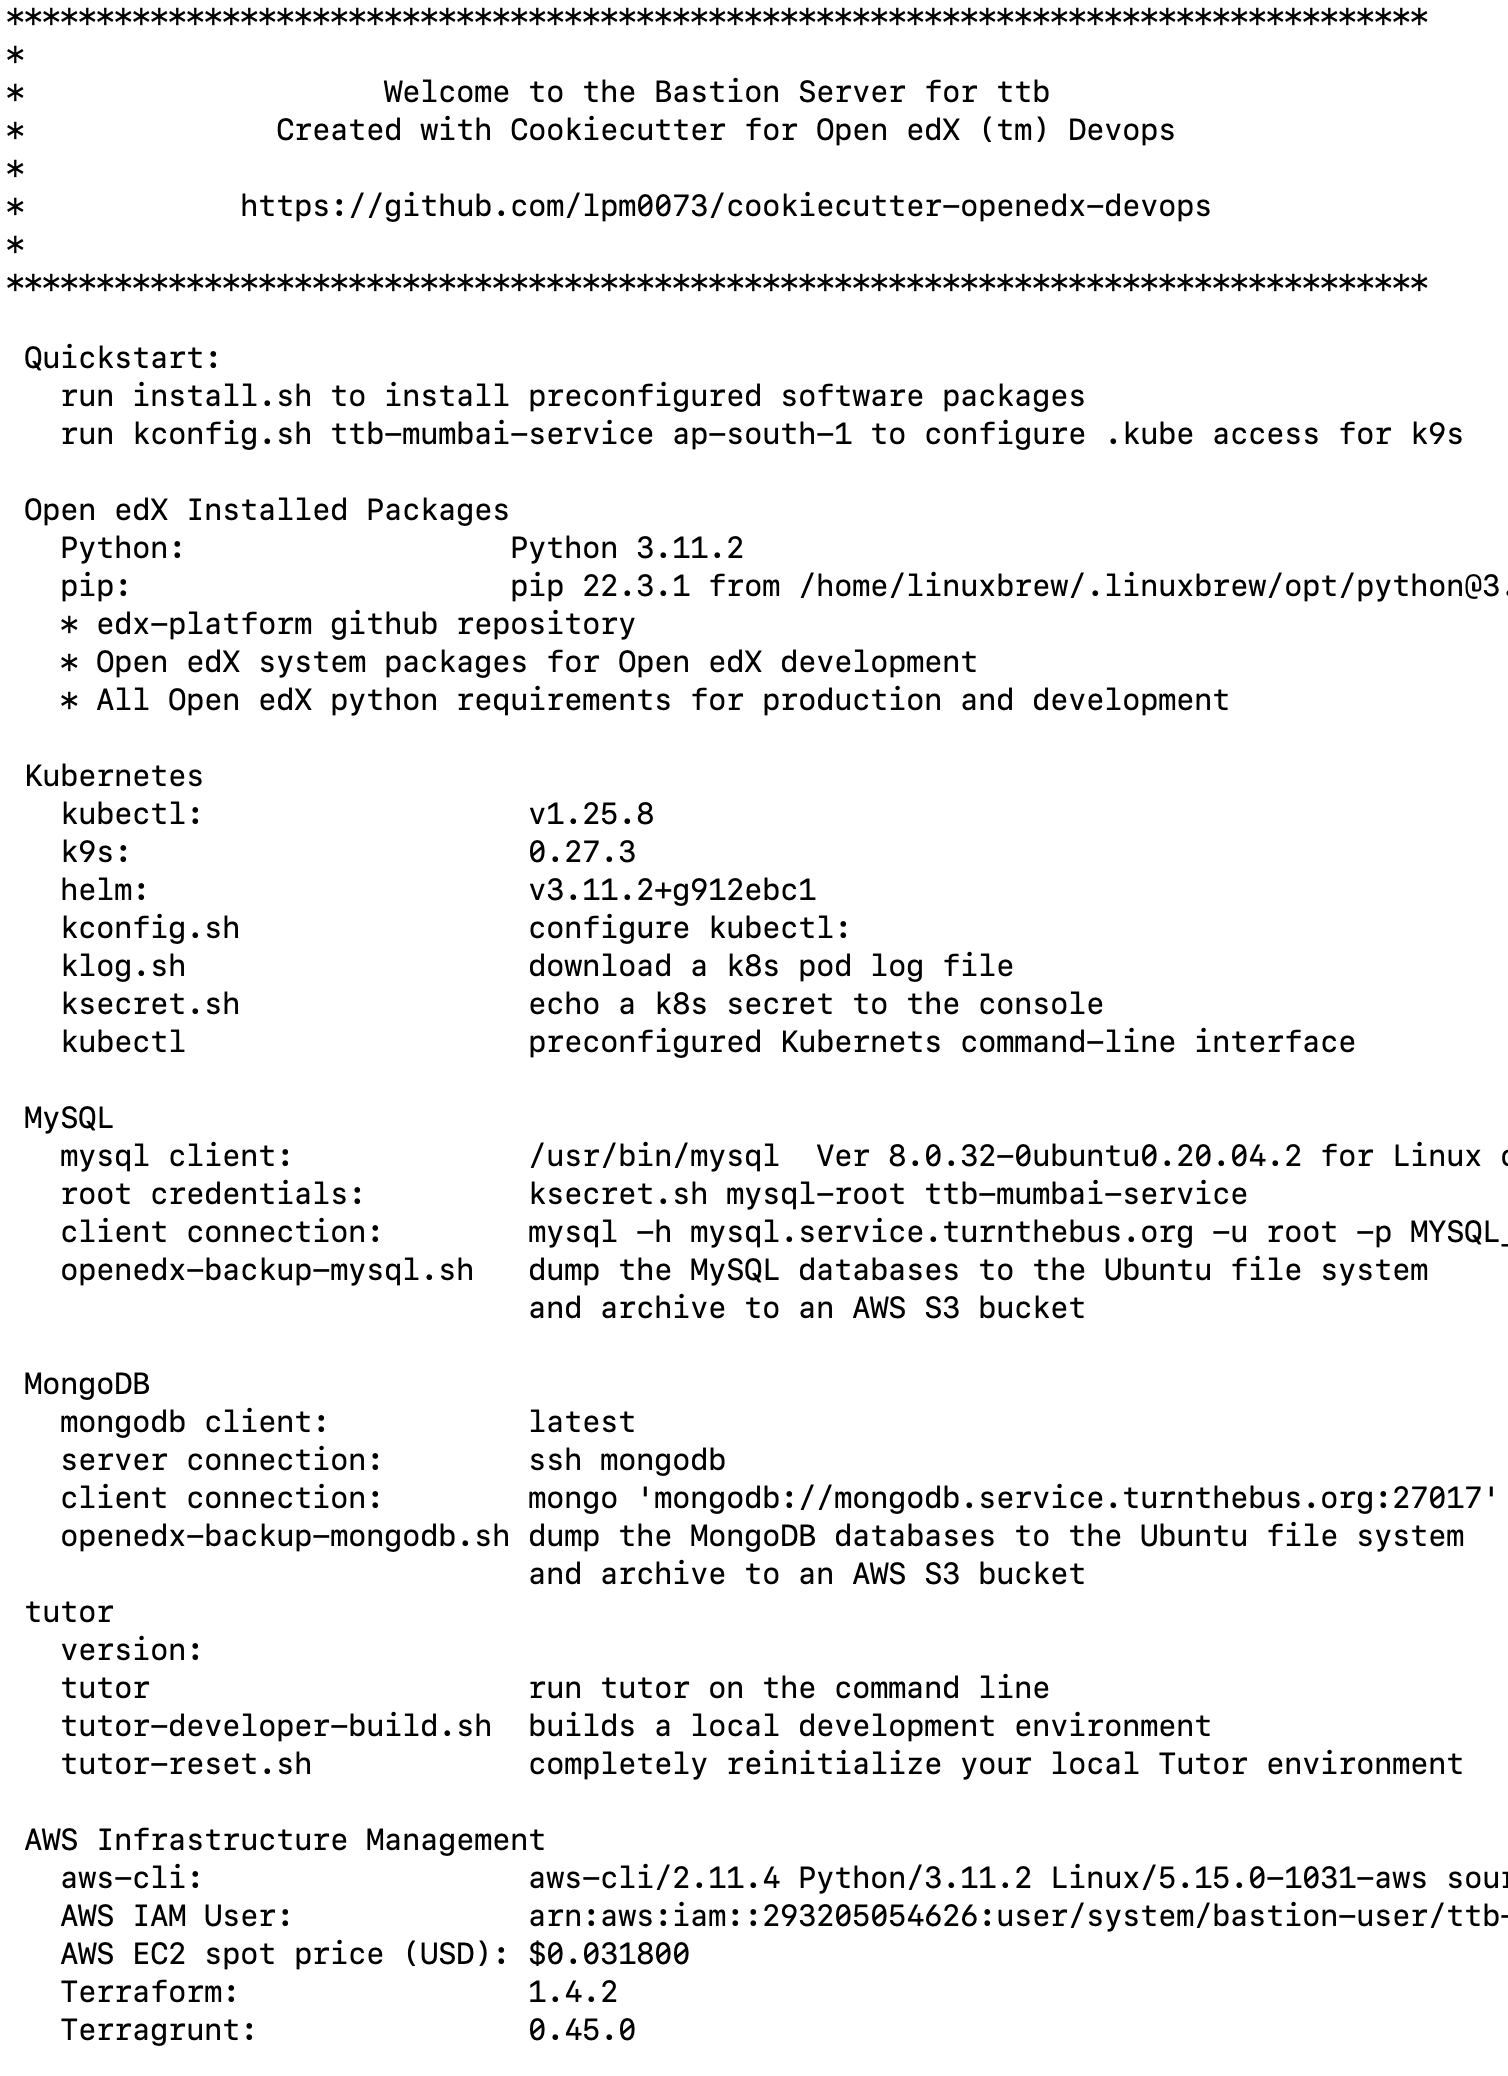 *******************************************************************************
*
* Welcome to the Bastion Server for ttb
* Created with Cookiecutter for Open edX (tm) Devops
*
* https://github.com/lpm0073/cookiecutter-openedx-devops
*
*******************************************************************************
Quickstart:
run install.sh to install preconfigured software packages
run kconfig.sh ttb-mumbai-service ap-south-1 to configure .kube access for k9s
Open edX Installed Packages
Python: Python 3.11.2
pip: pip 22.3.1 from /home/linuxbrew/.linuxbrew/opt/python@3.
* edx-platform github repository
* Open edX system packages for Open edX development
* All Open edX python requirements for production and development
Kubernetes
kubectl: v1.25.8
k9s: 0.27.3
helm: v3.11.2+g912ebc1
kconfig.sh configure kubectl:
klog.sh download a k8s pod log file
ksecret.sh echo a k8s secret to the console
kubectl preconfigured Kubernets command-line interface
MySQL
mysql client: /usr/bin/mysql  Ver 8.0.32-0ubuntu0.20.04.2 for Linux
root credentials: ksecret.sh mysql-root ttb-mumbai-service
client connection: mysql -h mysql.service.turnthebus.org -u root -p MYSQL_
openedx-backup-mysql.sh dump the MySQL databases to the Ubuntu file system
and archive to an AWS S3 bucket
MongoDB
mongodb client: latest
server connection: ssh mongodb
client connection: mongo 'mongodb://mongodb.service.turnthebus.org:27017'
openedx-backup-mongodb.sh dump the MongoDB databases to the Ubuntu file system
and archive to an AWS S3 bucket
tutor
version:
tutor run tutor on the command line
tutor-developer-build.sh builds a local development environment
tutor-reset.sh completely reinitialize your local Tutor environment
AWS Infrastructure Management
aws-cli: aws-cli/2.11.4 Python/3.11.2 Linux/5.15.0-1031-aws
AWS IAM User: arn:aws:iam::293205054626:user/system/bastion-user/ttb-
AWS EC2 spot price (USD): $0.031800
Terraform: 1.4.2
Terragrunt: 0.45.0